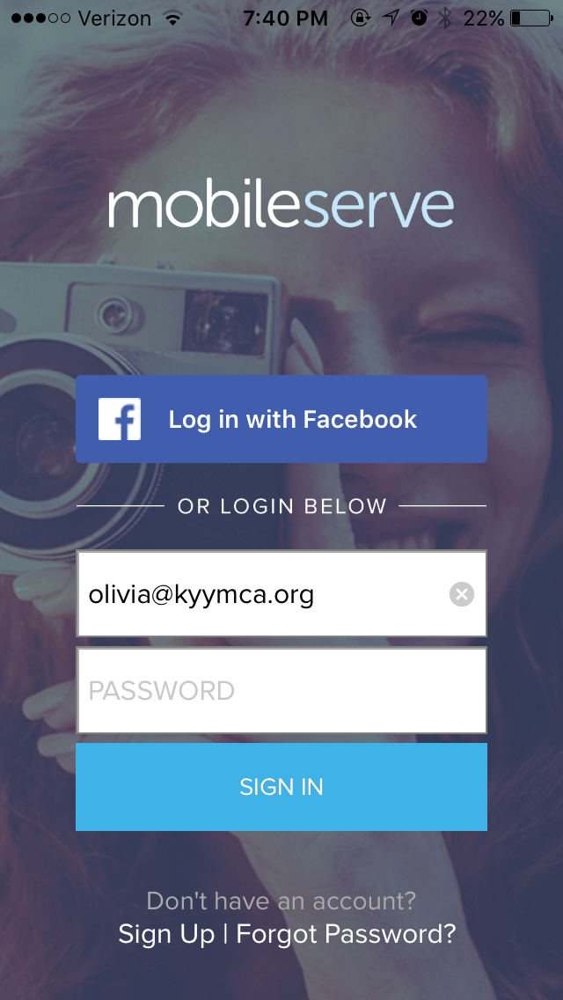 Verizon 7:40 PM 22%
mobileserve
f Log in with Facebook
OR LOGIN BELOW
olivia@kyymca.org
PASSWORD
SIGN IN
Don't have an account?
Sign Up | Forgot Password?